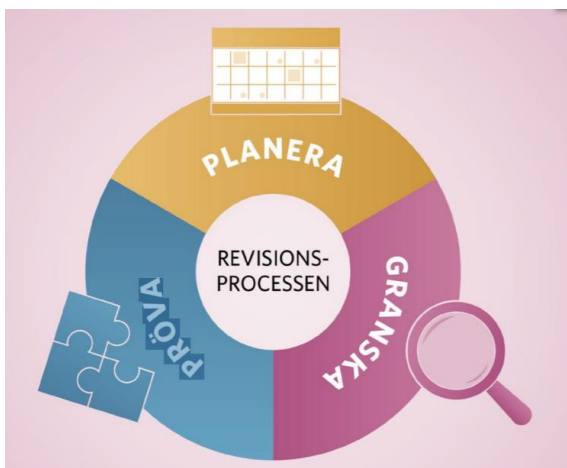 PLANERA
REVISIONS-
PROCESSEN
GRANSKA
PRÖVA